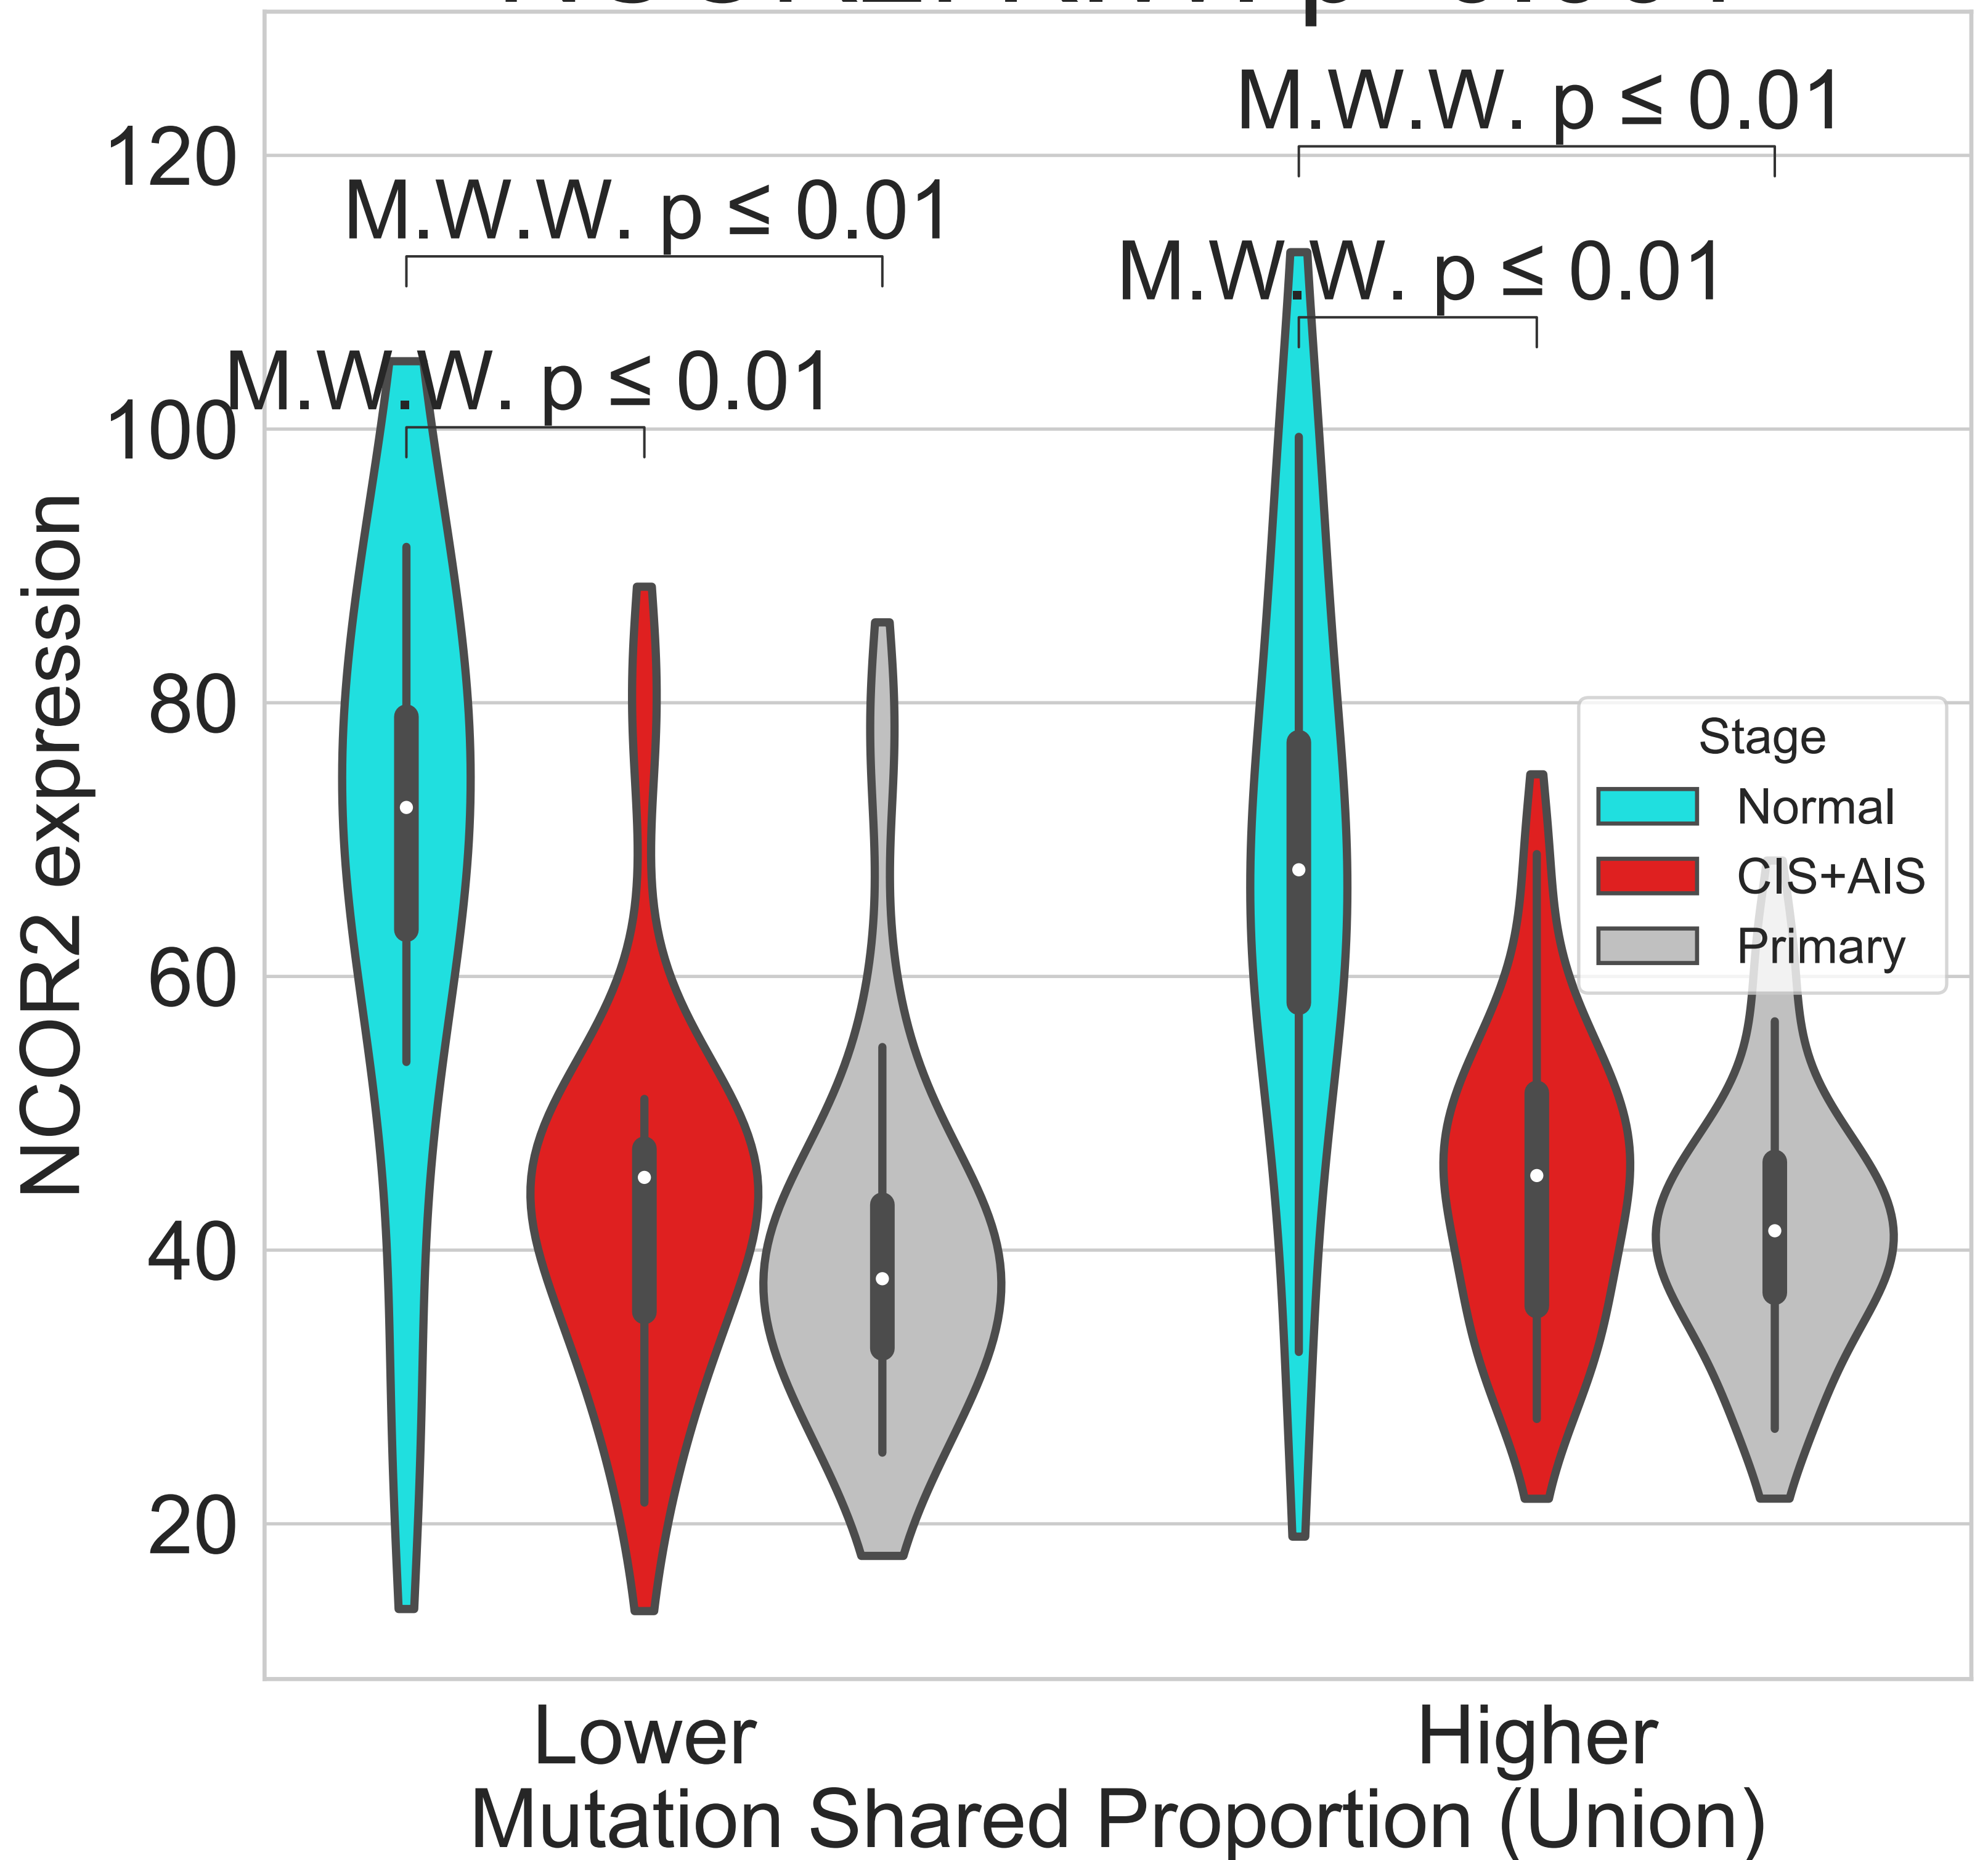 M.W.W. p ≤ 0.01
M.W.W. p ≤ 0.01
M.W.W. p ≤ 0.01
M.W.W. p ≤ 0.01
120
100
80
60
40
20
NCOR2 expression
Stage
Normal
CIS+AIS
Primary
Lower
Higher
Mutation Shared Proportion (Union)